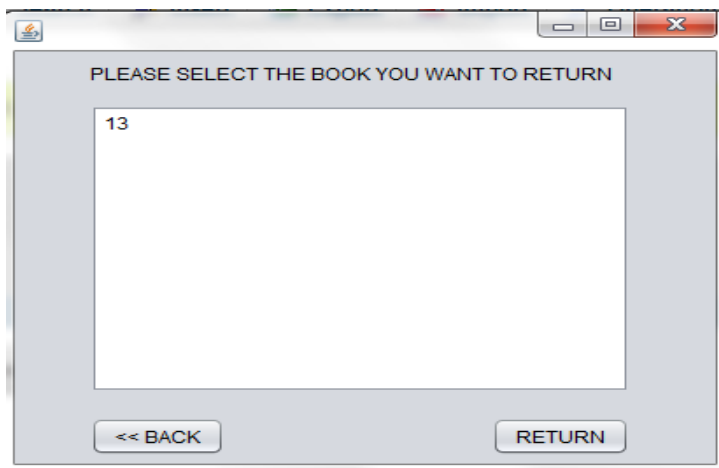 PLEASE SELECT THE BOOK YOU WANT TO RETURN
13
<< BACK
RETURN